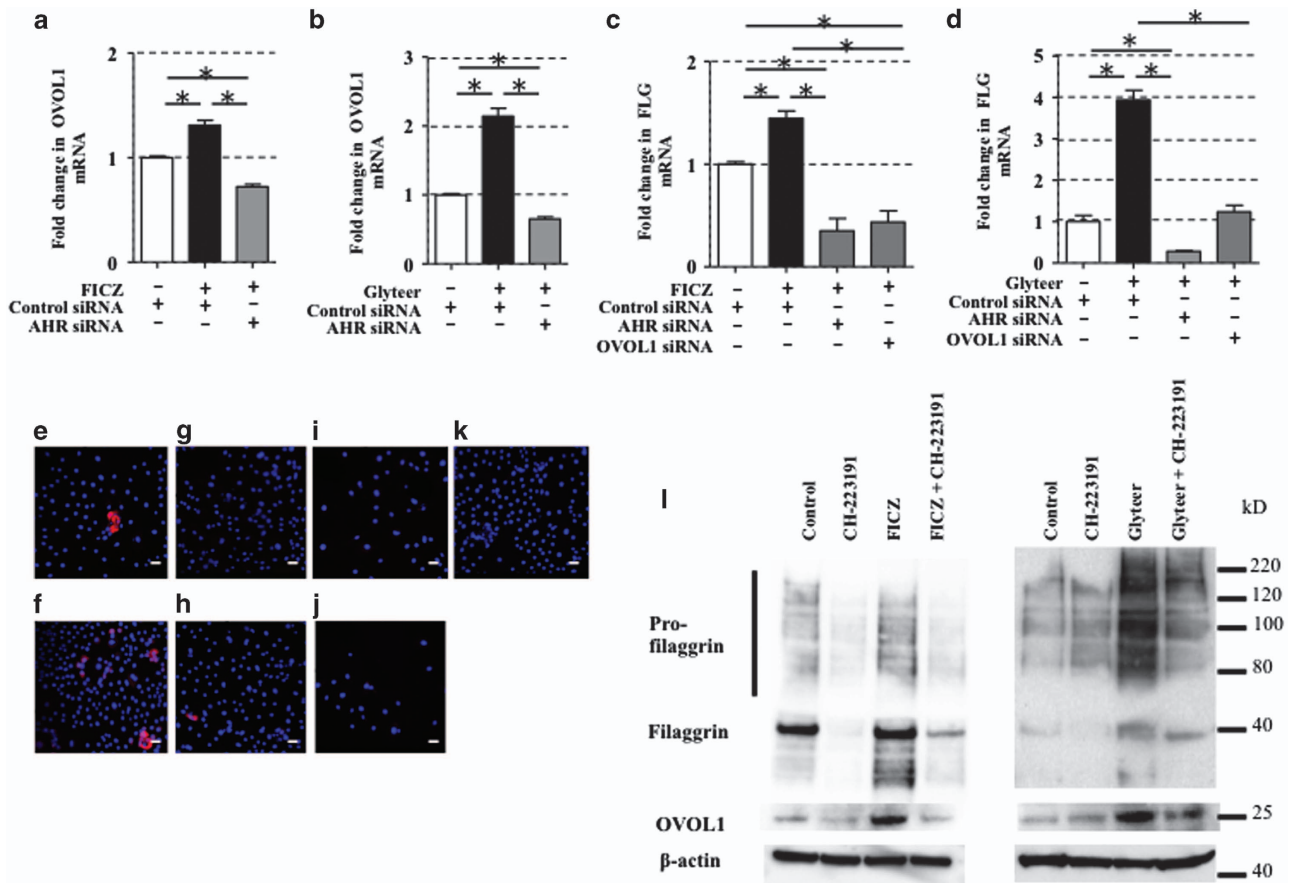 a
Fold change in OVOL1
mRNA
2
1
0
*
* *
FICZ - + +
Control siRNA + + -
AHR siRNA - - +
b
Fold change in OVOL1
mRNA
3
2
1
0
*
* *
Glyteer - + +
Control siRNA + + -
AHR siRNA - - +
c
Fold change in FLG
mRNA
2
1
0
*
*
*
* *
FICZ - + + +
Control siRNA + + - -
AHR siRNA - - + -
OVOL1 siRNA - - - +
d
Fold change in FLG
mRNA
5
4
3
2
1
0
*
*
* *
Glyteer - + + +
Control siRNA + + - -
AHR siRNA - - + -
OVOL1 siRNA - - - +
e
g
i
k
f
h
j
l
Control
CH-223191
FICZ
FICZ + CH-223191
Control
CH-223191
Glyteer
Glyteer + CH-223191
kD
Pro-
filaggrin
Filaggrin
OVOL1
β-actin
220
120
100
80
40
25
40